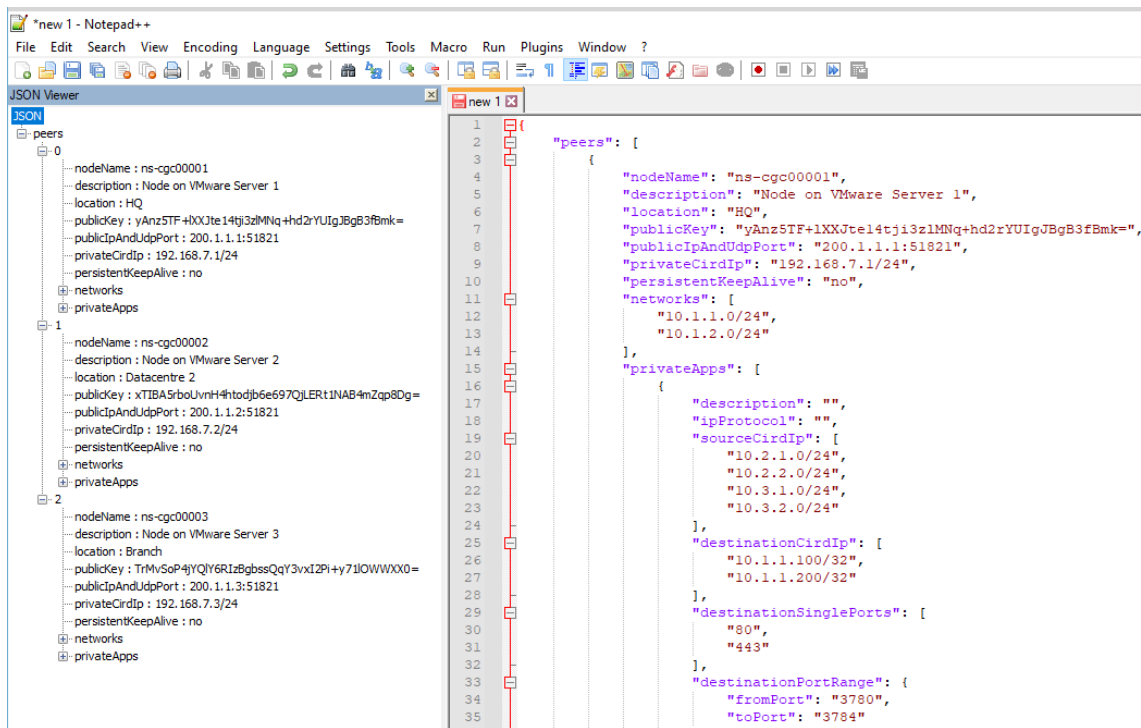 *new 1 - Notepad++
File Edit Search View Encoding Language Settings Tools Macro Run Plugins Window ?
JSON Viewer
JSON
peers
0
nodeName : ns-cgc00001
description : Node on VMware Server 1
location : HQ
publicKey : yAnz5TF+lXXJte14tji3zlMNq+hd2rYUIgJBgB3fBmk=
publicIpAndUdpPort : 200.1.1.1:51821
privateCirdIp : 192.168.7.1/24
persistentKeepAlive : no
networks
privateApps
1
nodeName : ns-cgc00002
description : Node on VMware Server 2
location : Datacentre 2
publicKey : xTIBA5rboUvnH4htodjb6e697QjLERt1NAB4mZqp8Dg=
publicIpAndUdpPort : 200.1.1.2:51821
privateCirdIp : 192.168.7.2/24
persistentKeepAlive : no
networks
privateApps
2
nodeName : ns-cgc00003
description : Node on VMware Server 3
location : Branch
publicKey : TrMvSoP4jYQlY6RIzBgbssQqY3vxI2Pi+y71lOWWXX0=
publicIpAndUdpPort : 200.1.1.3:51821
privateCirdIp : 192.168.7.3/24
persistentKeepAlive : no
networks
privateApps
new 1
1 {
2 "peers": [
3 {
4 "nodeName": "ns-cgc00001",
5 "description": "Node on VMware Server 1",
6 "location": "HQ",
7 "publicKey": "yAnz5TF+lXXJte14tji3zlMNq+hd2rYUIgJBgB3fBmk=",
8 "publicIpAndUdpPort": "200.1.1.1:51821",
9 "privateCirdIp": "192.168.7.1/24",
10 "persistentKeepAlive": "no",
11 "networks": [
12 "10.1.1.0/24",
13 "10.1.2.0/24"
14 ],
15 "privateApps": [
16 {
17 "description": "",
18 "ipProtocol": "",
19 "sourceCirdIp": [
20 "10.2.1.0/24",
21 "10.2.2.0/24",
22 "10.3.1.0/24",
23 "10.3.2.0/24"
24 ],
25 "destinationCirdIp": [
26 "10.1.1.100/32",
27 "10.1.1.200/32"
28 ],
29 "destinationSinglePorts": [
30 "80",
31 "443"
32 ],
33 "destinationPortRange": {
34 "fromPort": "3780",
35 "toPort": "3784"